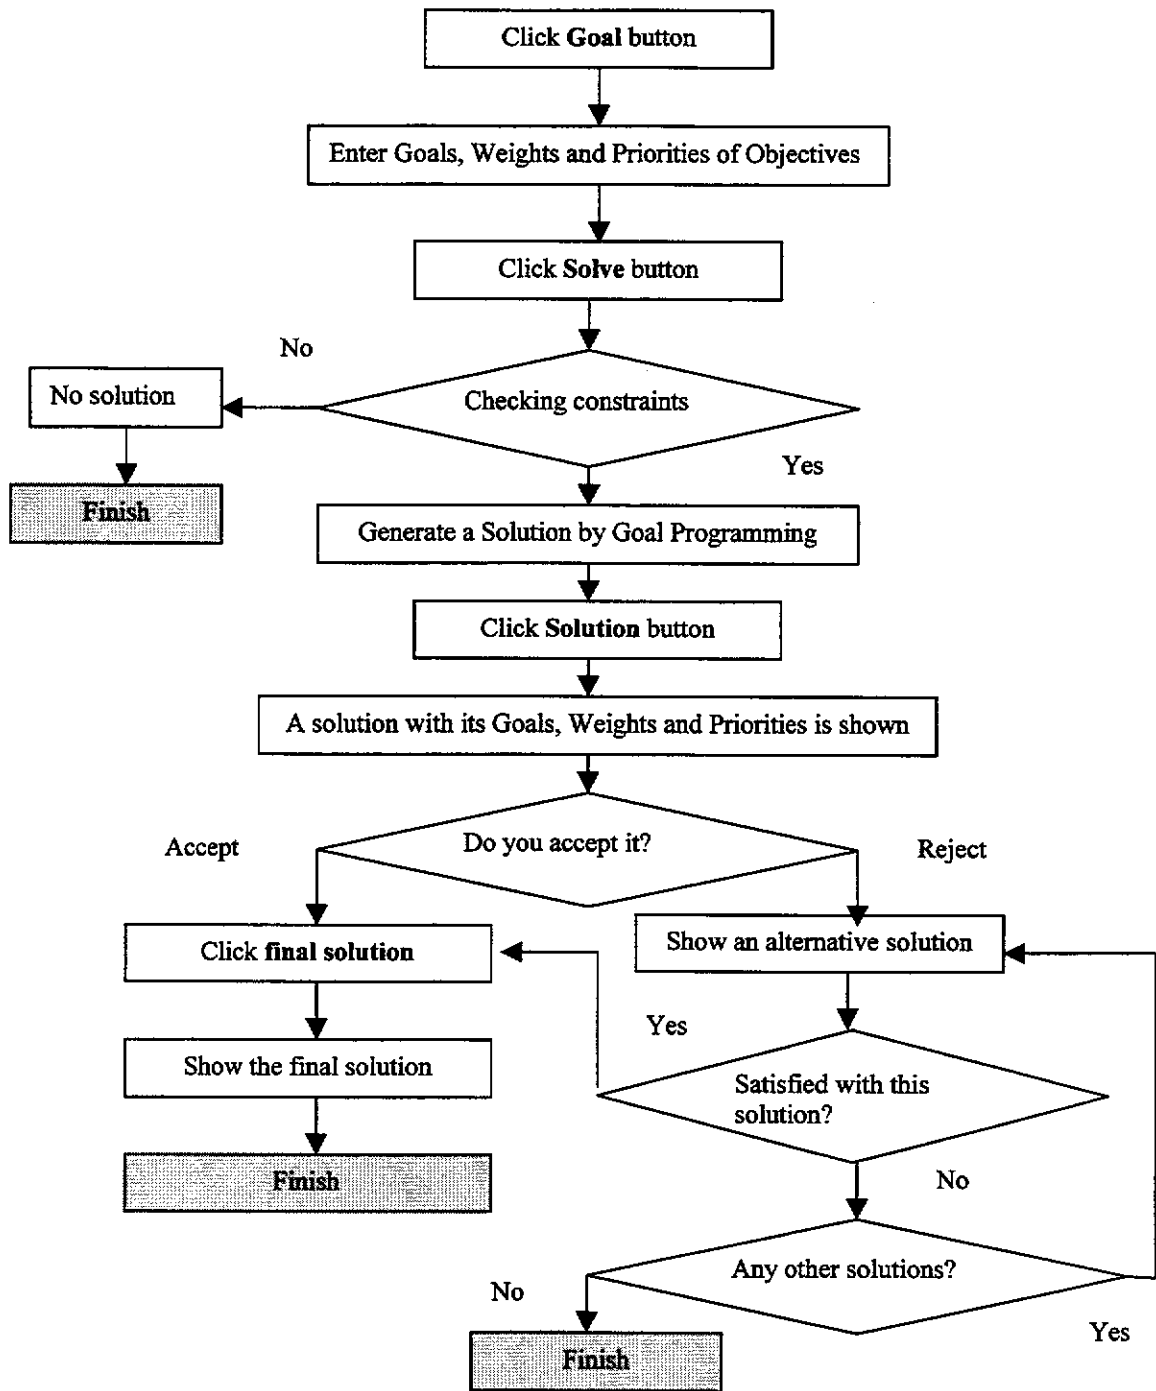 Click Goal button
Enter Goals, Weights and Priorities of Objectives
Click Solve button
No
No solution
Checking constraints
Yes
Finish
Generate a Solution by Goal Programming
Click Solution button
A solution with its Goals, Weights and Priorities is shown
Accept
Do you accept it?
Reject
Click final solution
Show an alternative solution
Yes
Show the final solution
Satisfied with this
solution?
Finish
No
Any other solutions?
No
Yes
Finish